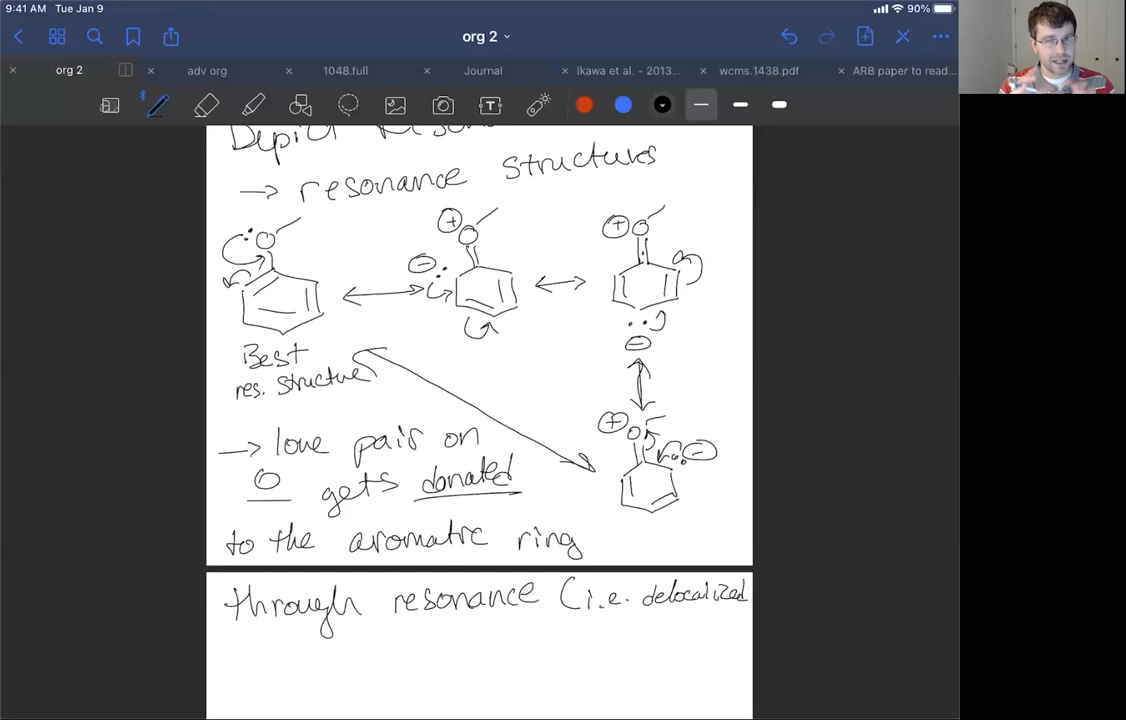 9:41 AM Tue Jan 9
90%
org 2
org 2
adv org
1048.full
Journal
Ikawa et al. - 2013...
wcms.1438.pdf
ARB paper to read...
T
Depict
→ resonance structures
O
+ O
+ O
Best
res. structure
+ O
→ lone pair on
O gets donated
to the aromatic ring
through resonance (i.e. delocalized